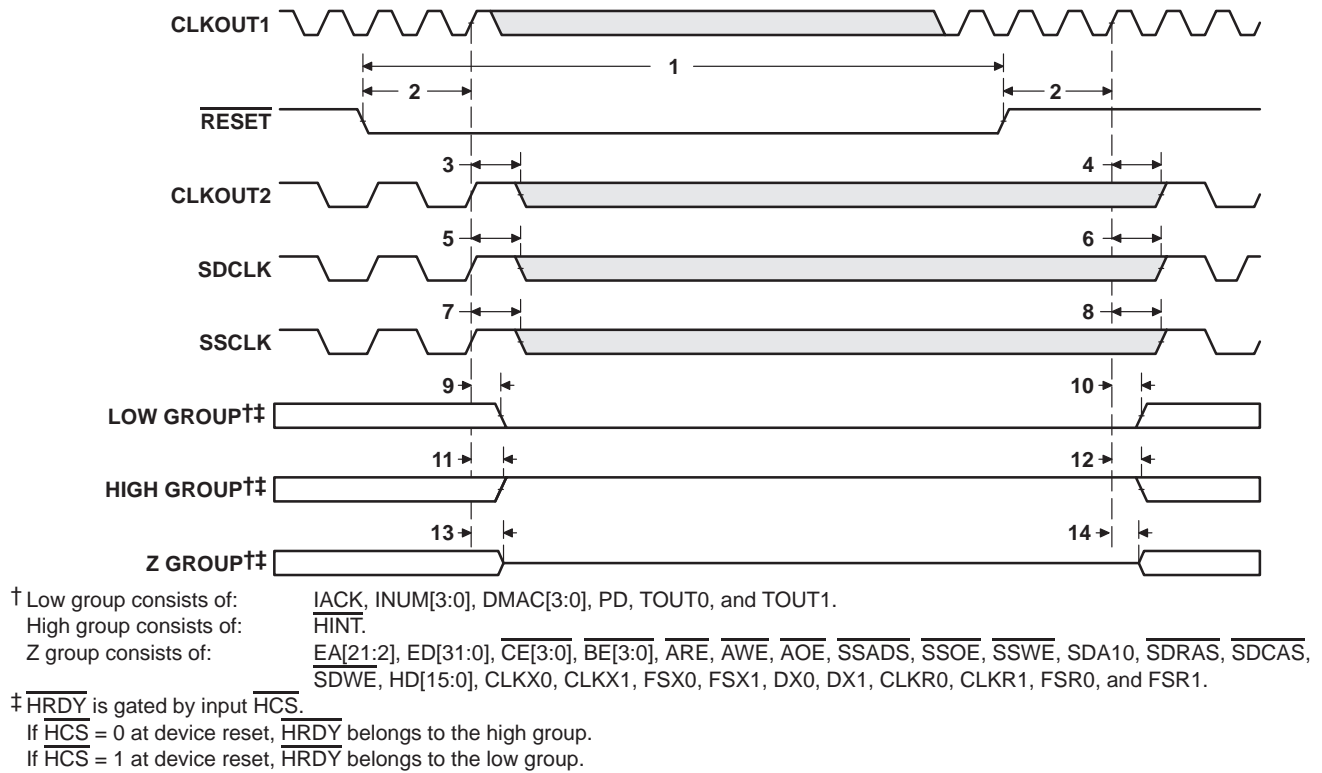 CLKOUT1
1
2 2
RESET
3 4
CLKOUT2
5 6
SDCLK
7 8
SSCLK
9 10
LOW GROUP†‡
11 12
HIGH GROUP†‡
13 14
Z GROUP†‡
† Low group consists of: IACK, INUM[3:0], DMAC[3:0], PD, TOUT0, and TOUT1.
High group consists of: HINT.
Z group consists of: EA[21:2], ED[31:0], CE[3:0], BE[3:0], ARE, AWE, AOE, SSADS, SSOE, SSWE, SDA10, SDRAS, SDCAS,
SDWE, HD[15:0], CLKX0, CLKX1, FSX0, FSX1, DX0, DX1, CLKR0, CLKR1, FSR0, and FSR1.
‡ HRDY is gated by input HCS.
If HCS = 0 at device reset, HRDY belongs to the high group.
If HCS = 1 at device reset, HRDY belongs to the low group.